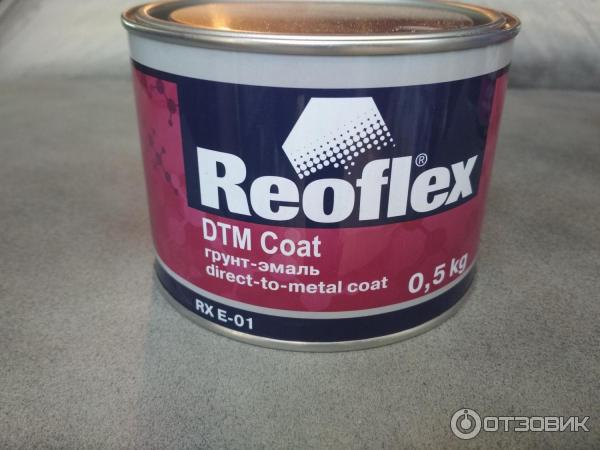 Reoflex®
DTM Coat
грунт-эмаль
direct-to-metal coat
0,5 kg
RX E-01
ОТЗОВИК